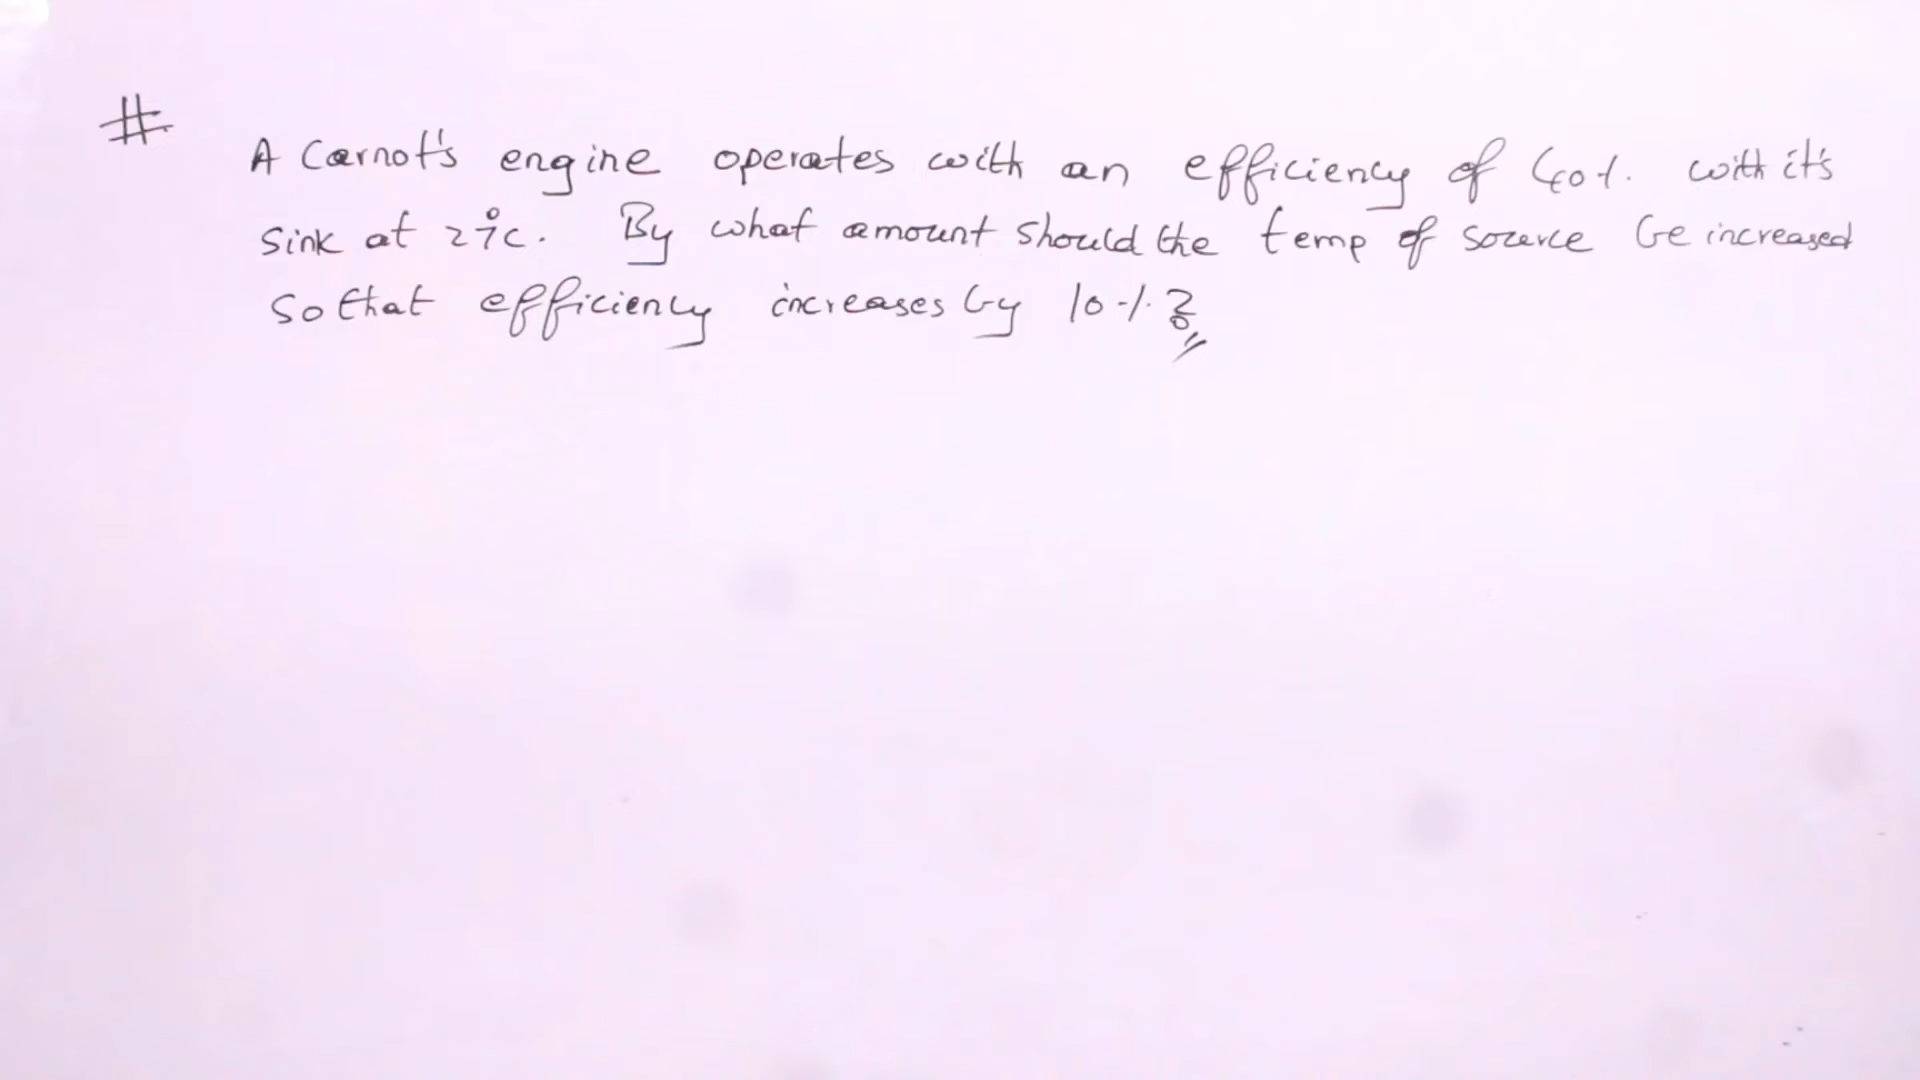 #
A Carnot's engine operates with an efficiency of 40%. with it's
sink at 27°C. By what amount should the temp of source be increased
so that efficiency increases by 10%?